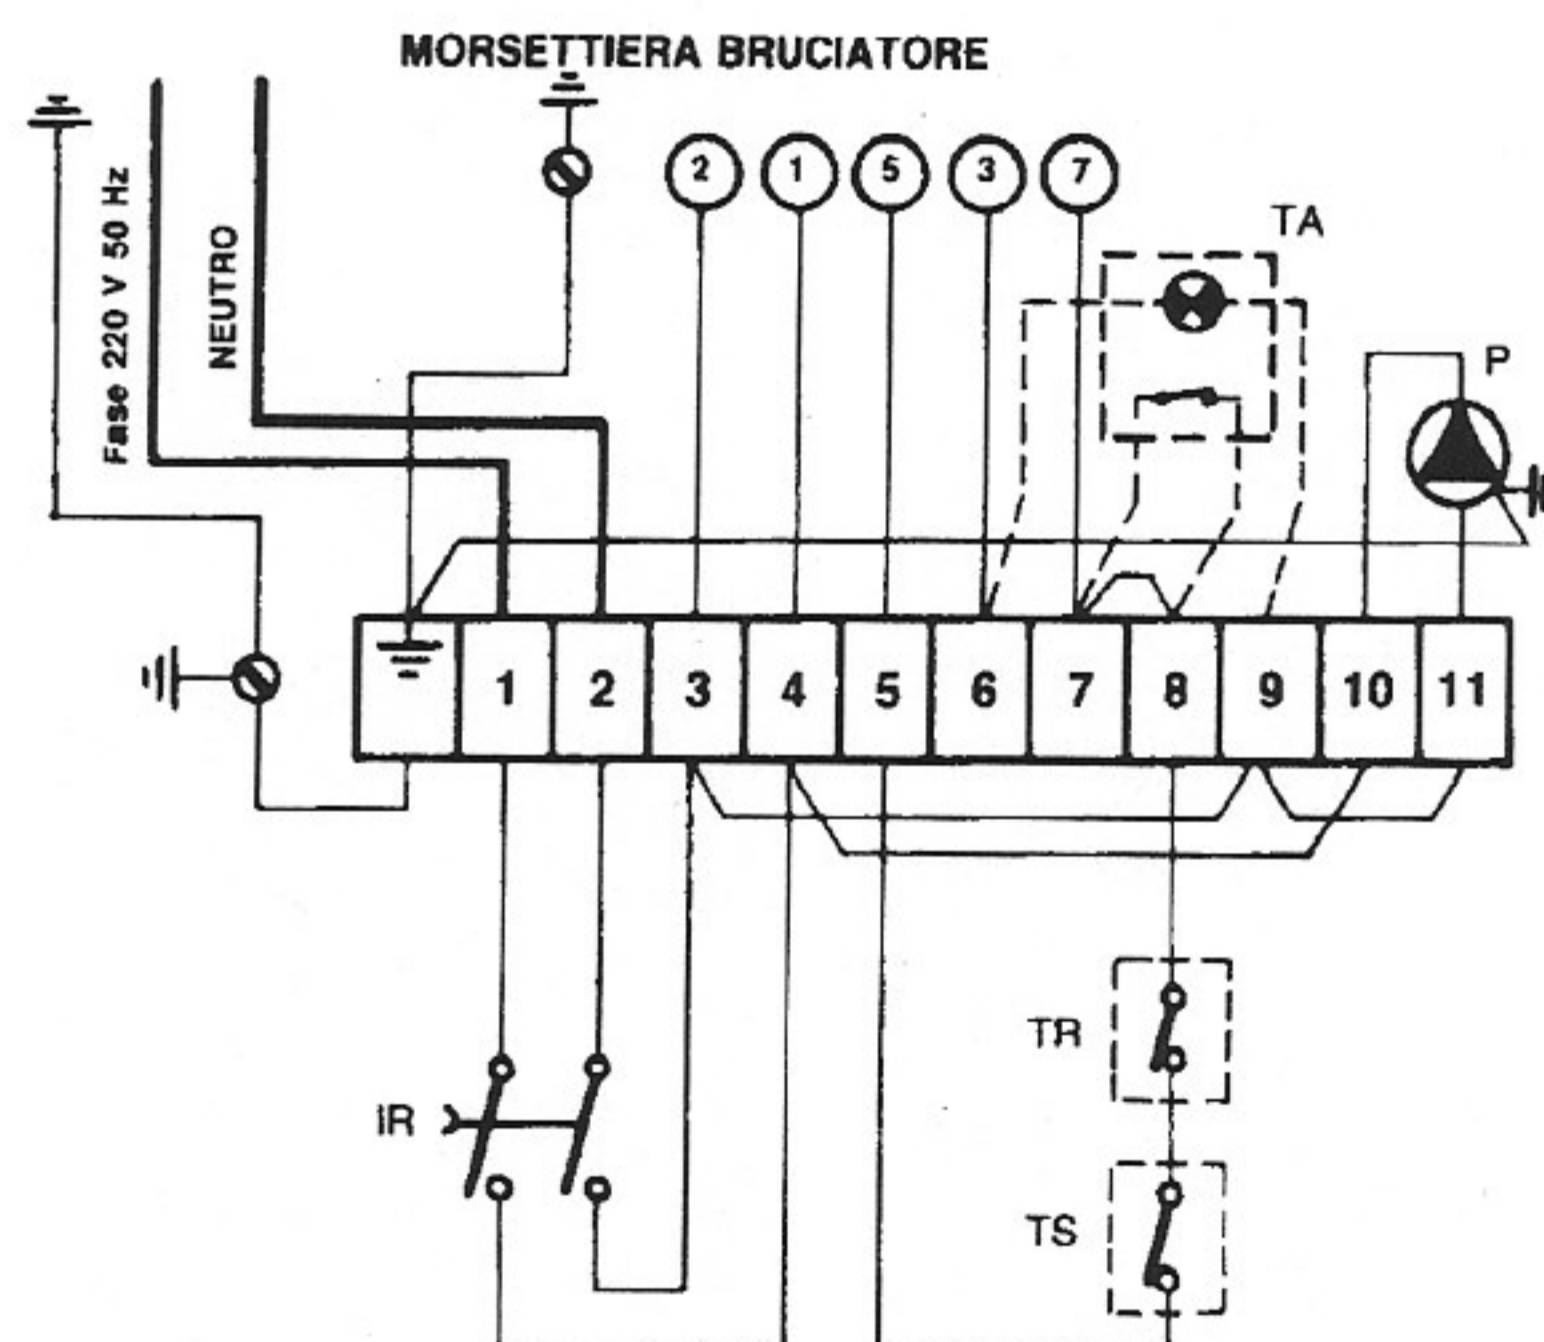 MORSETTIERA BRUCIATORE
Fase 220 V 50 Hz
NEUTRO
2 1 5 3 7
TA
P
1 2 3 4 5 6 7 8 9 10 11
TR
IR
TS